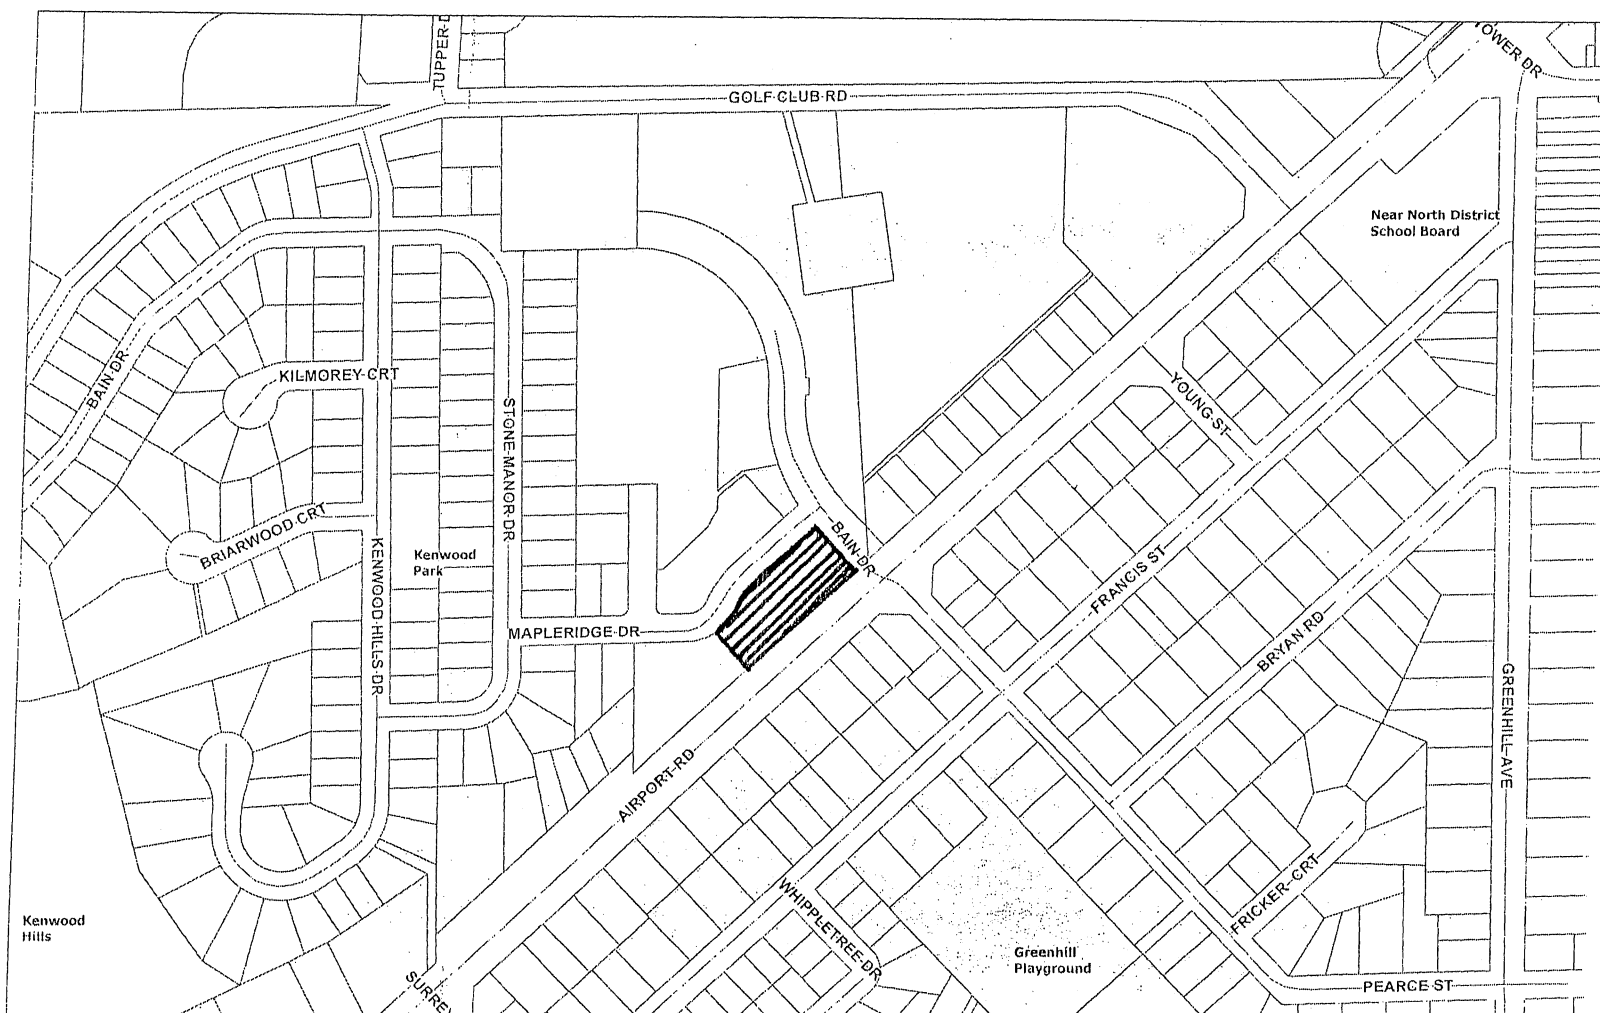 TUPPER D
TOWER DR
GOLF CLUB RD
Near North District
School Board
BAIN DR
KILMOREY CRT
YOUNG ST
STONE MANOR DR
BRIARWOOD CRT
KENWOOD HILLS DR
Kenwood
Park
BAIN DR
FRANCIS ST
MAPLERIDGE DR
BRYAN RD
GREENHILL AVE
AIRPORT RD
WHIPPLETREE DR
FRICKER CRT
Kenwood
Hills
Greenhill
Playground
SURREY
PEARCE ST